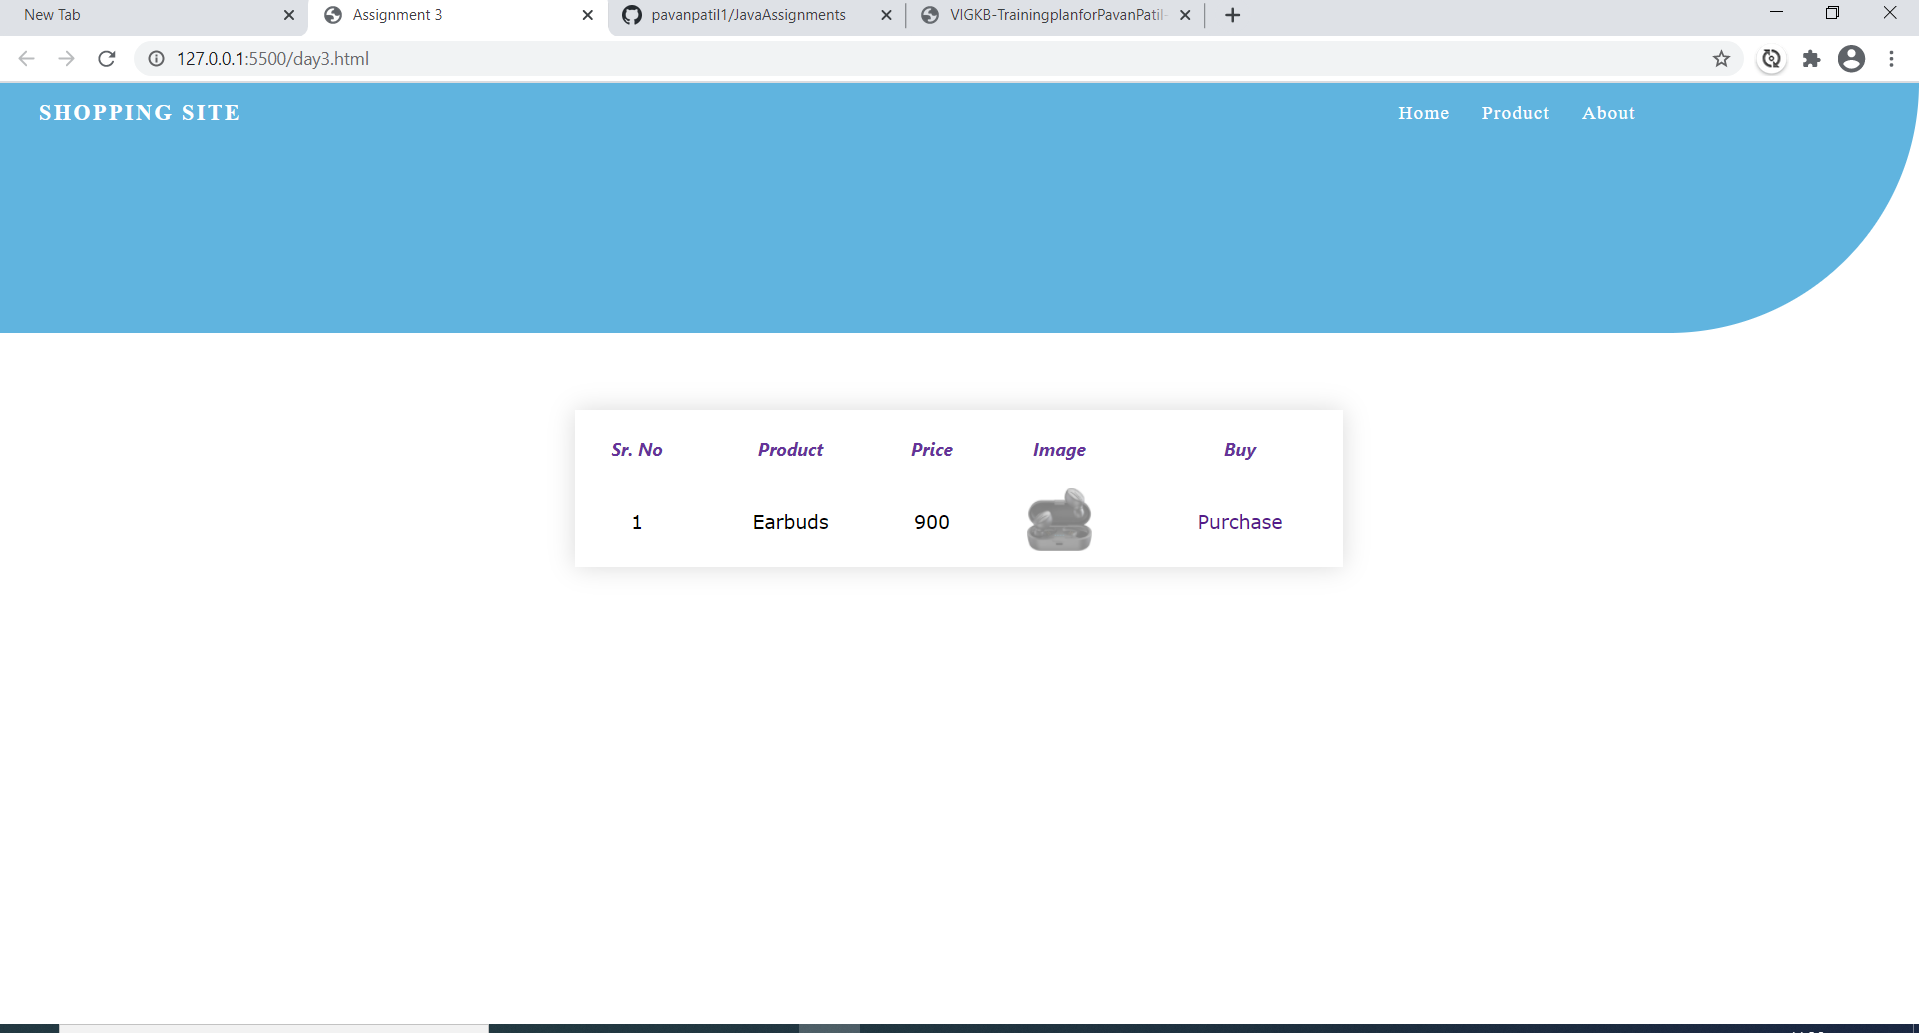 New Tab
Assignment 3
pavanpatil1/JavaAssignments
VIGKB-TrainingplanforPavanPatil-
127.0.0.1:5500/day3.html
SHOPPING SITE
Home Product About
Sr. No Product Price Image Buy
1 Earbuds 900 Purchase